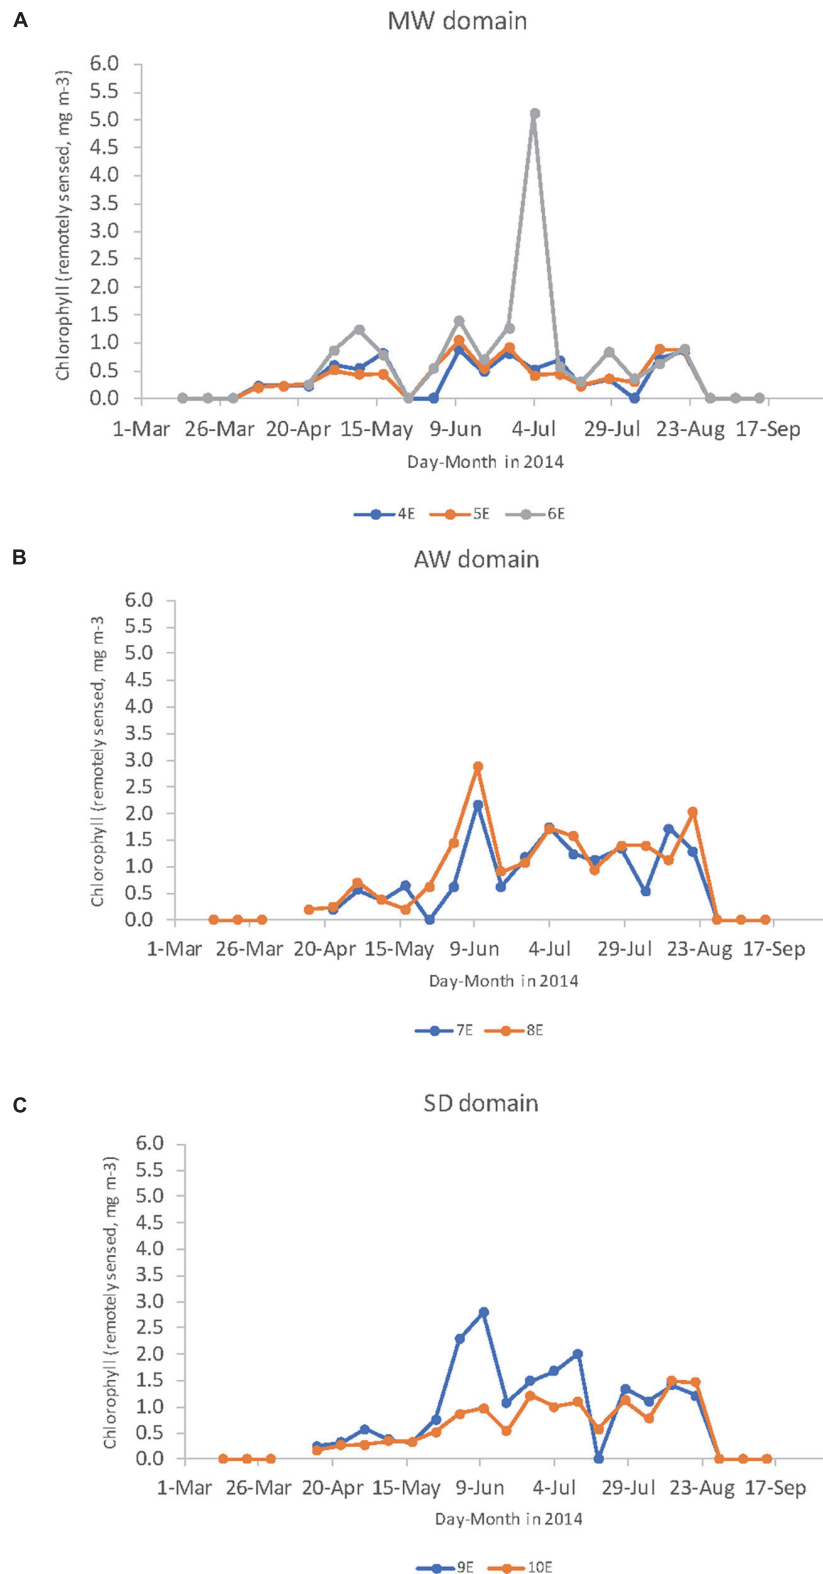 A
MW domain
Chlorophyll (remotely sensed, mg m-3)
6.0
5.5
5.0
4.5
4.0
3.5
3.0
2.5
2.0
1.5
1.0
0.5
0.0
1-Mar 26-Mar 20-Apr 15-May 9-Jun 4-Jul 29-Jul 23-Aug 17-Sep
Day-Month in 2014
4E 5E 6E
B
AW domain
Chlorophyll (remotely sensed, mg m-3
6.0
5.5
5.0
4.5
4.0
3.5
3.0
2.5
2.0
1.5
1.0
0.5
0.0
1-Mar 26-Mar 20-Apr 15-May 9-Jun 4-Jul 29-Jul 23-Aug 17-Sep
Day-Month in 2014
7E 8E
C
SD domain
Chlorophyll (remotely sensed, mg m-3)
6.0
5.5
5.0
4.5
4.0
3.5
3.0
2.5
2.0
1.5
1.0
0.5
0.0
1-Mar 26-Mar 20-Apr 15-May 9-Jun 4-Jul 29-Jul 23-Aug 17-Sep
Day-Month in 2014
9E 10E